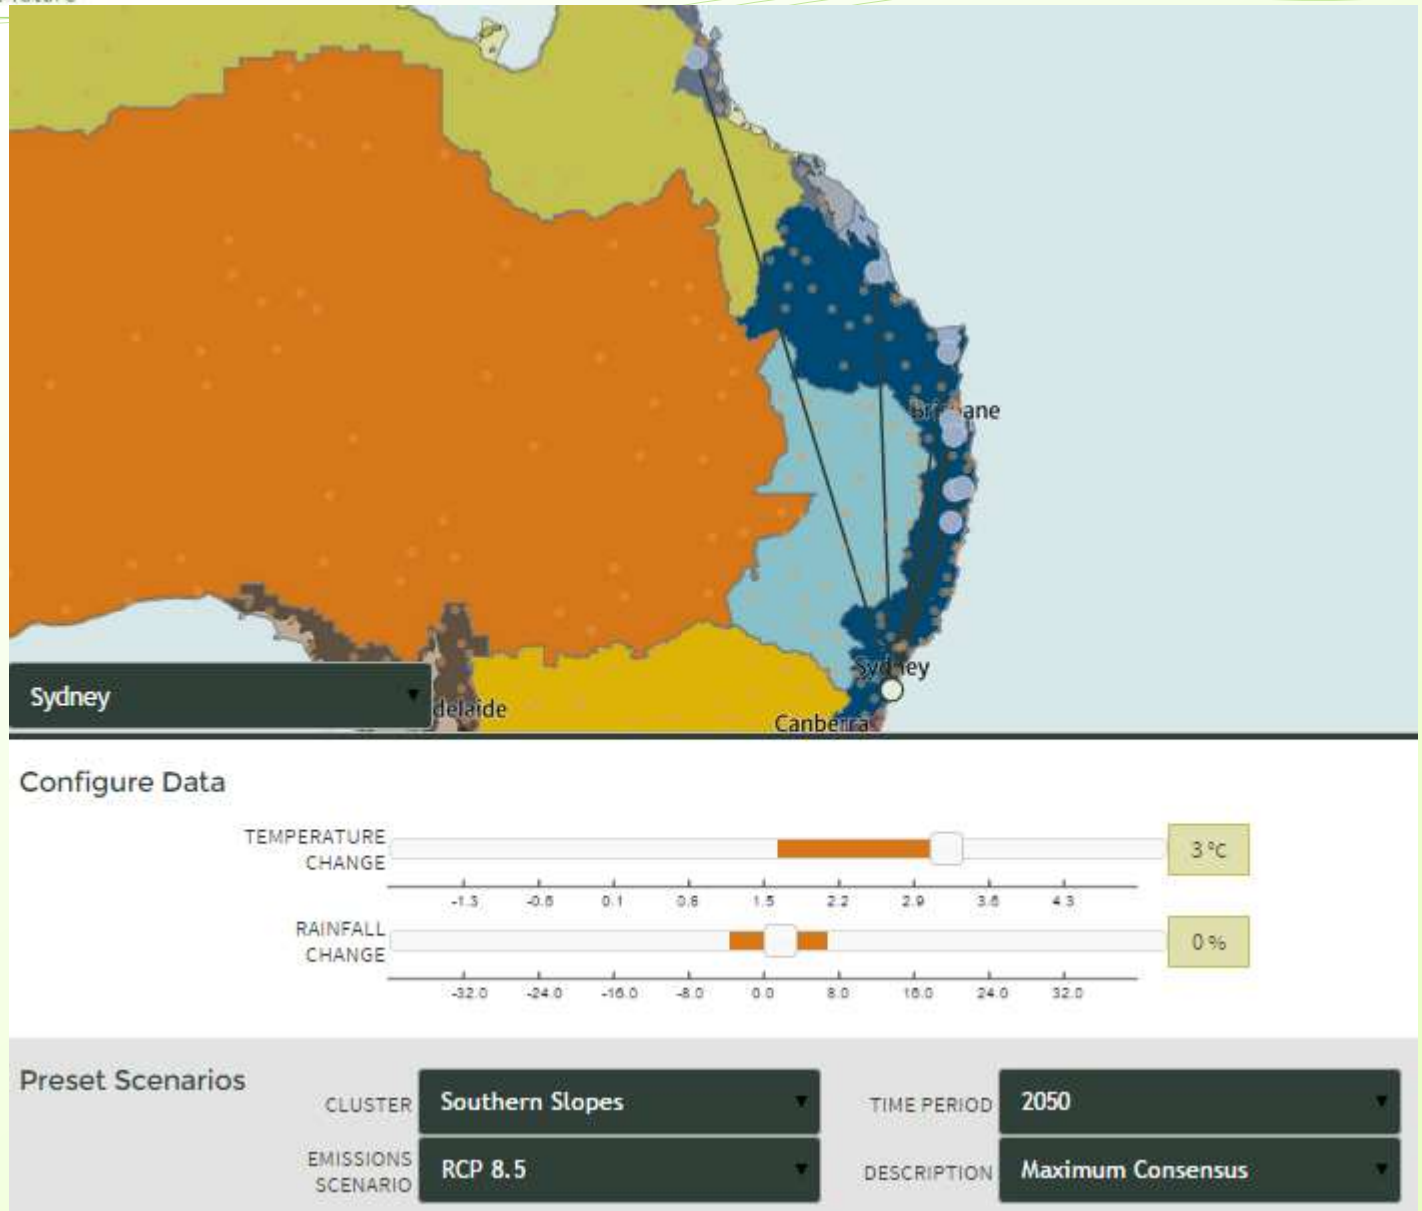 Brisbane
Sydney
Sydney
delaide
Canberra
Configure Data
TEMPERATURE
CHANGE
3 °C
-1.3 -0.6 0.1 0.8 1.5 2.2 2.9 3.6 4.3
RAINFALL
CHANGE
0 %
-32.0 -24.0 -16.0 -8.0 0.0 8.0 16.0 24.0 32.0
Preset Scenarios
CLUSTER Southern Slopes TIME PERIOD 2050
EMISSIONS
SCENARIO RCP 8.5 DESCRIPTION Maximum Consensus